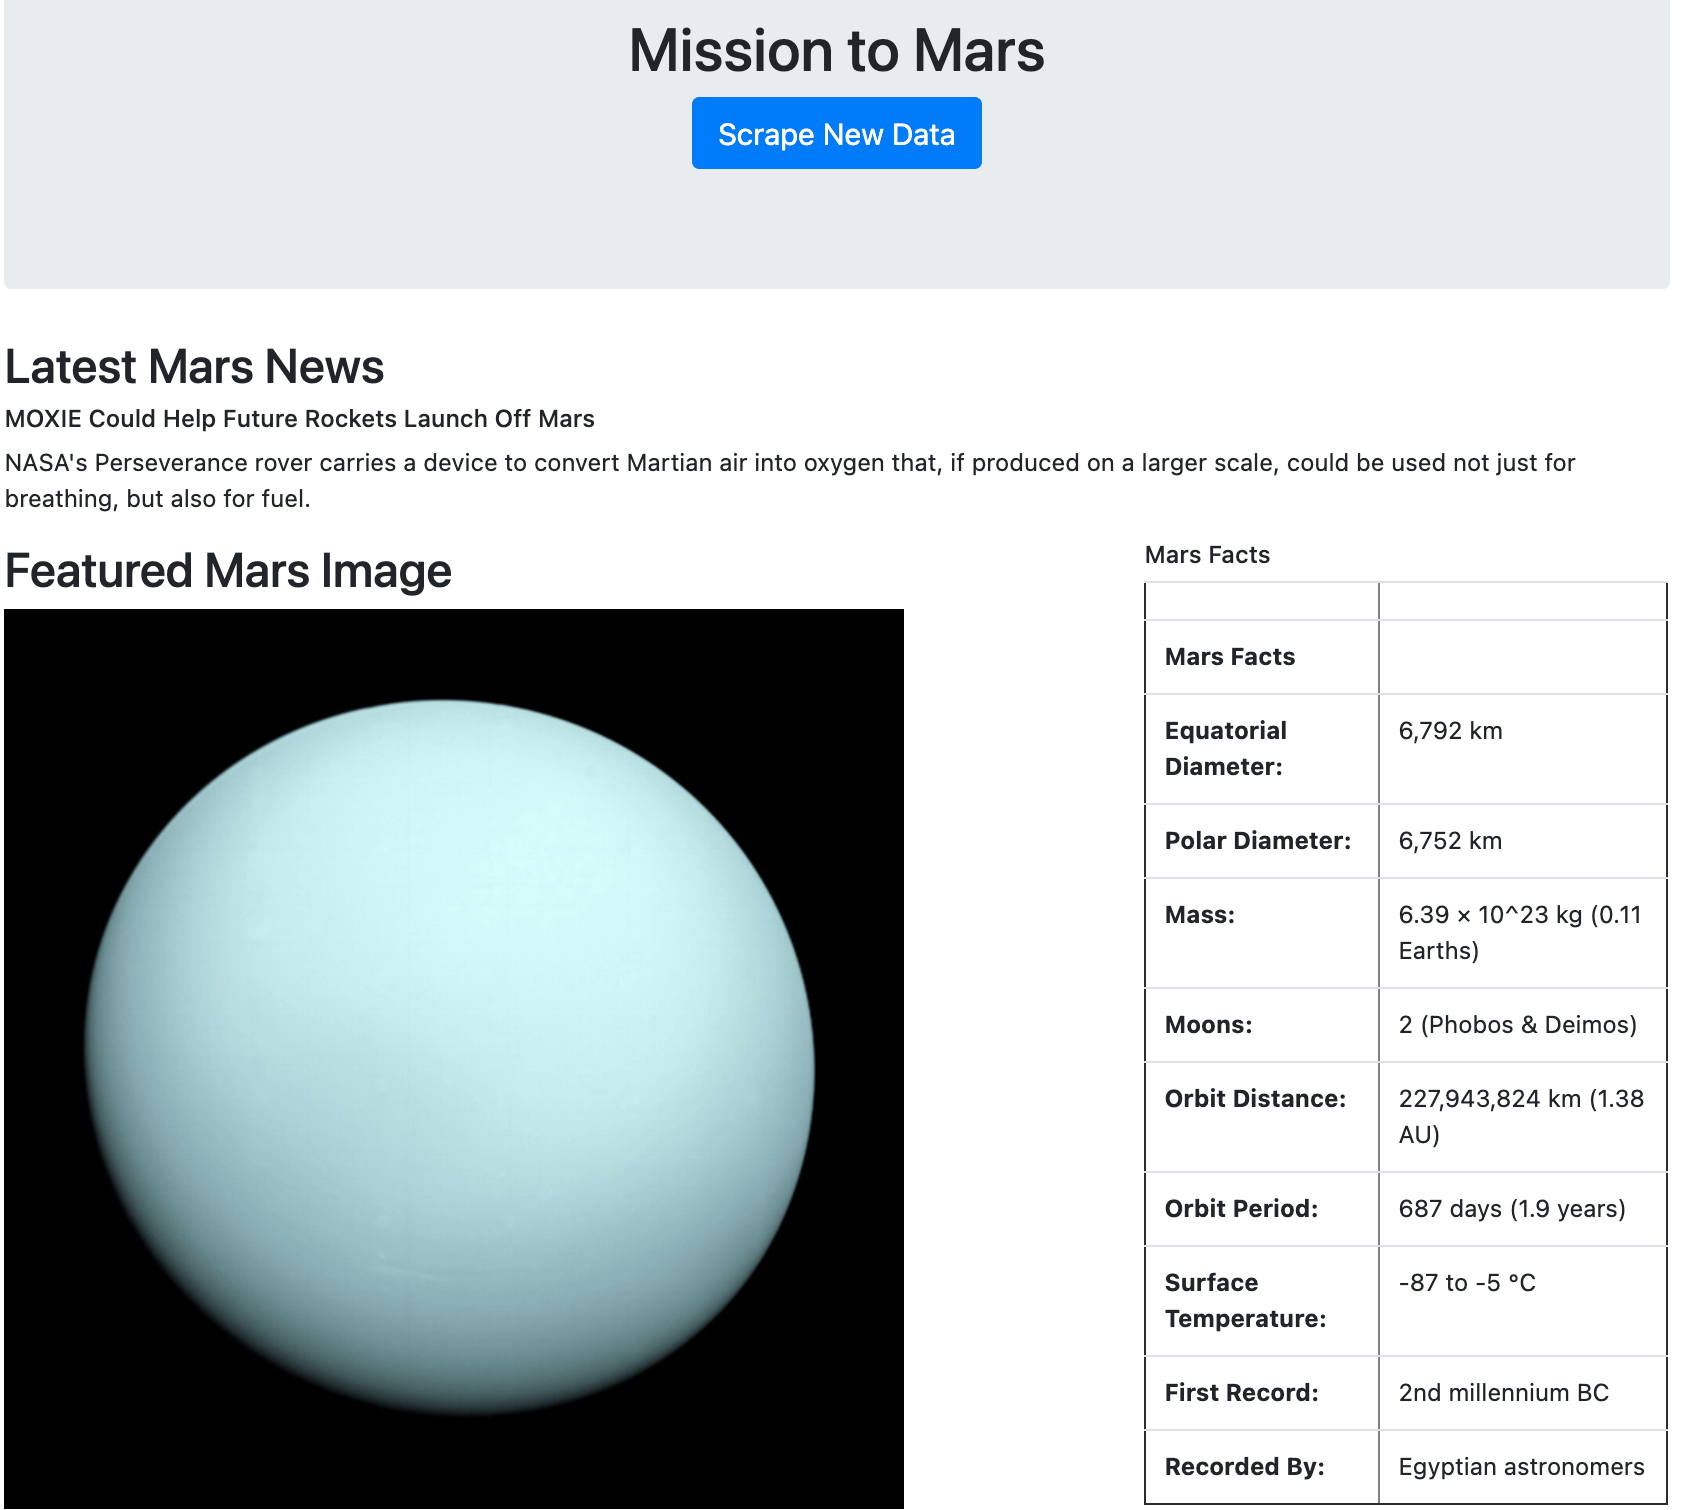 Mission to Mars
Scrape New Data
Latest Mars News
MOXIE Could Help Future Rockets Launch Off Mars
NASA's Perseverance rover carries a device to convert Martian air into oxygen that, if produced on a larger scale, could be used not just for
breathing, but also for fuel.
Featured Mars Image
Mars Facts
Mars Facts
Equatorial
Diameter:
6,792 km
Polar Diameter:
6,752 km
Mass:
6.39 × 10^23 kg (0.11
Earths)
Moons:
2 (Phobos & Deimos)
Orbit Distance:
227,943,824 km (1.38
AU)
Orbit Period:
687 days (1.9 years)
Surface
Temperature:
-87 to -5 °C
First Record:
2nd millennium BC
Recorded By:
Egyptian astronomers